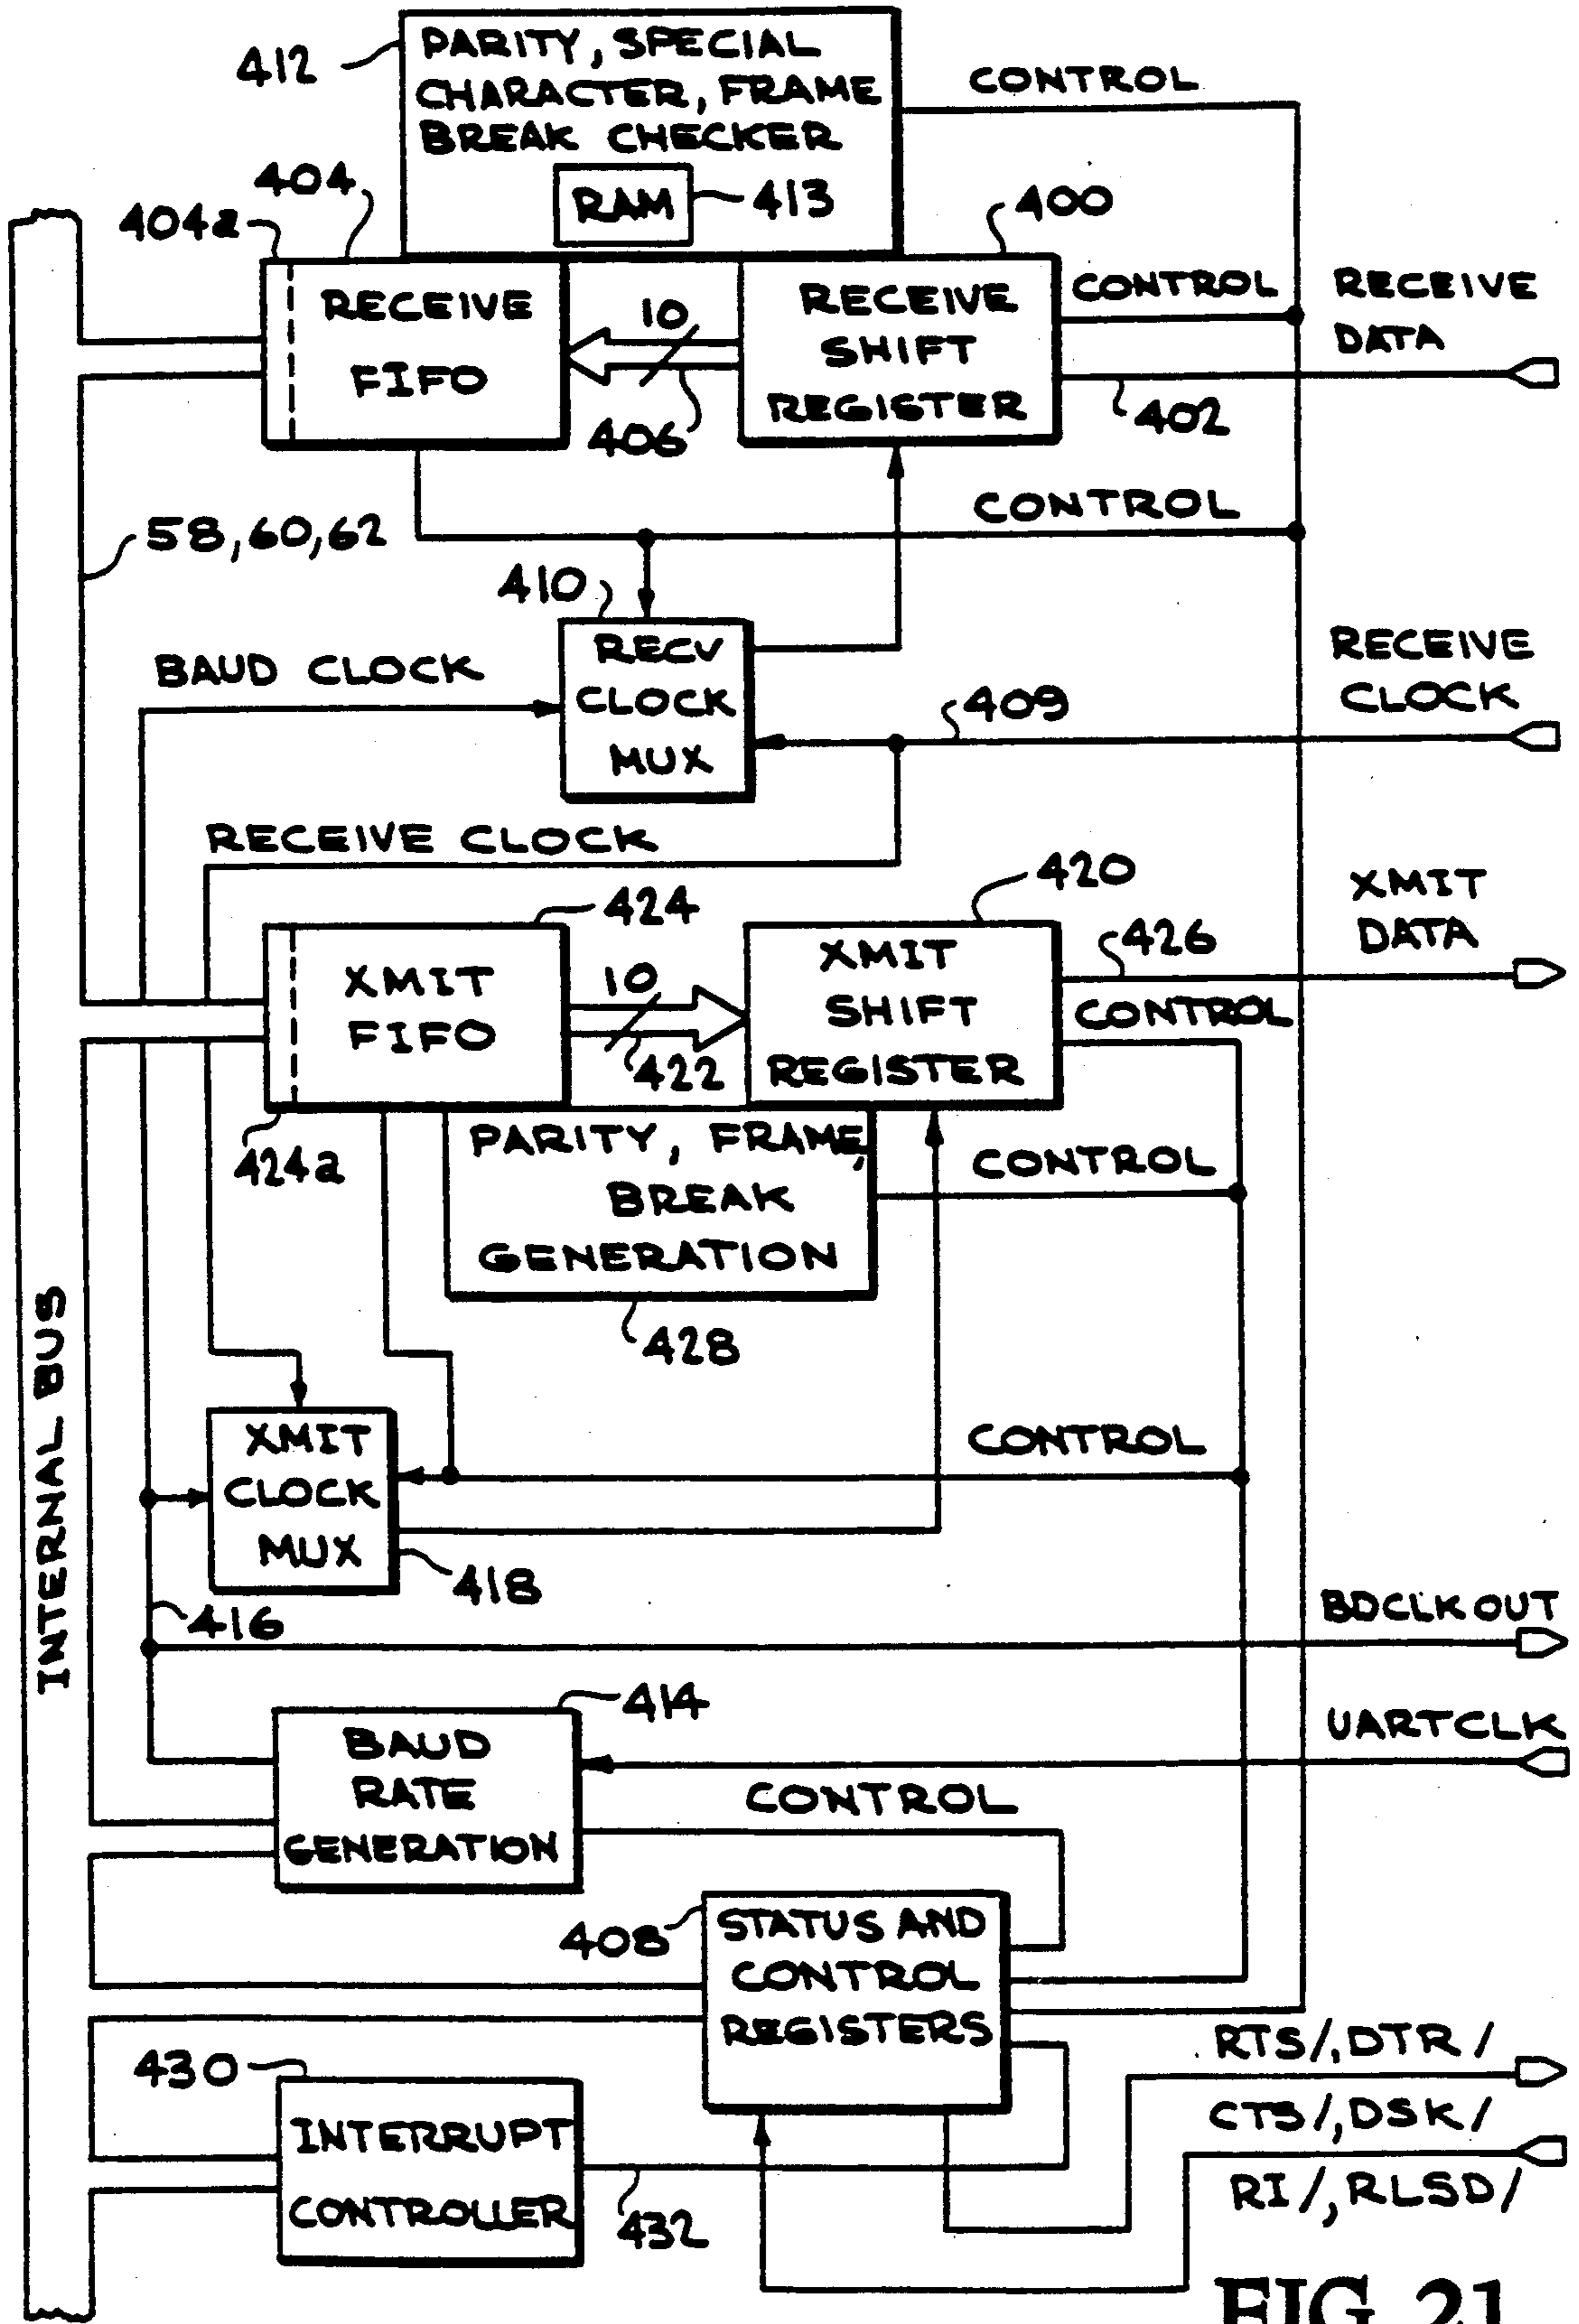 412
PARITY, SPECIAL
CHARACTER, FRAME
BREAK CHECKER
RAM
413
CONTROL
404
404a
400
RECEIVE
FIFO
10
406
RECEIVE
SHIFT
REGISTER
CONTROL
RECEIVE
DATA
402
58,60,62
CONTROL
410
RECV
CLOCK
MUX
BAUD CLOCK
409
RECEIVE
CLOCK
RECEIVE CLOCK
424
XMIT
FIFO
424a
10
422
420
XMIT
SHIFT
REGISTER
426
XMIT
DATA
CONTROL
PARITY, FRAME,
BREAK
GENERATION
428
CONTROL
INTERNAL BUS
XMIT
CLOCK
MUX
418
CONTROL
416
BDCLKOUT
414
BAUD
RATE
GENERATION
UARTCLK
CONTROL
408
STATUS AND
CONTROL
REGISTERS
430
INTERRUPT
CONTROLLER
432
RTS/,DTR/
CTS/,DSK/
RI/,RLSD/
FIG. 21